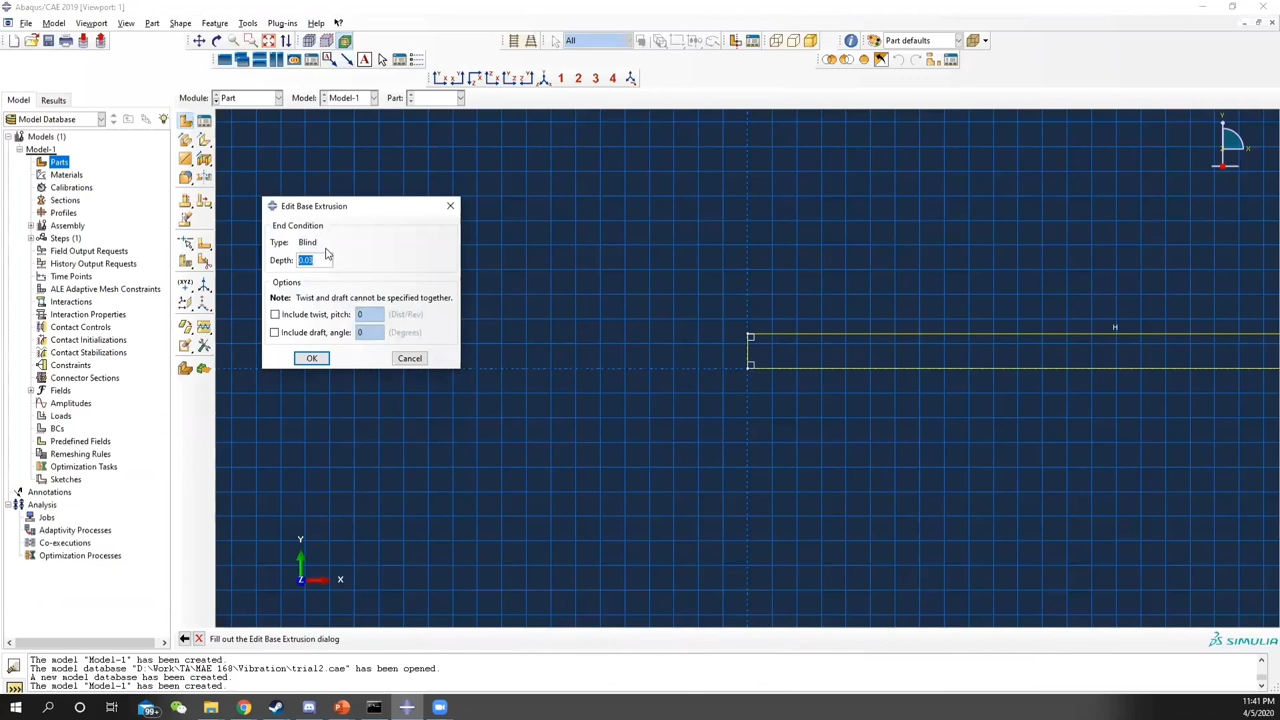 Abaqus/CAE 2019 [Viewport: 1]
File Model Viewport View Part Shape Feature Tools Plug-ins Help
All Part defaults
1 2 3 4
Model Results Module: Part Model: Model-1 Part:
Model Database
Models (1)
Model-1
Parts
Materials
Calibrations
Sections
Profiles
Assembly
Steps (1)
Field Output Requests
History Output Requests
Time Points
ALE Adaptive Mesh Constraints
Interactions
Interaction Properties
Contact Controls
Contact Initializations
Contact Stabilizations
Constraints
Connector Sections
Fields
Amplitudes
Loads
BCs
Predefined Fields
Remeshing Rules
Optimization Tasks
Sketches
Annotations
Analysis
Jobs
Adaptivity Processes
Co-executions
Optimization Processes
Edit Base Extrusion
End Condition
Type: Blind
Depth: 0.03
Options
Note: Twist and draft cannot be specified together.
Include twist, pitch: 0 (Dist/Rev)
Include draft, angle: 0 (Degrees)
OK Cancel
H
Y
X
Y
Z X
Fill out the Edit Base Extrusion dialog
SIMULIA
The model "Model-1" has been created.
The model database "D:\Work\TA\MAE 168\Vibration\trial2.cae" has been opened.
A new model database has been created.
The model "Model-1" has been created.
99+
11:41 PM
4/5/2020